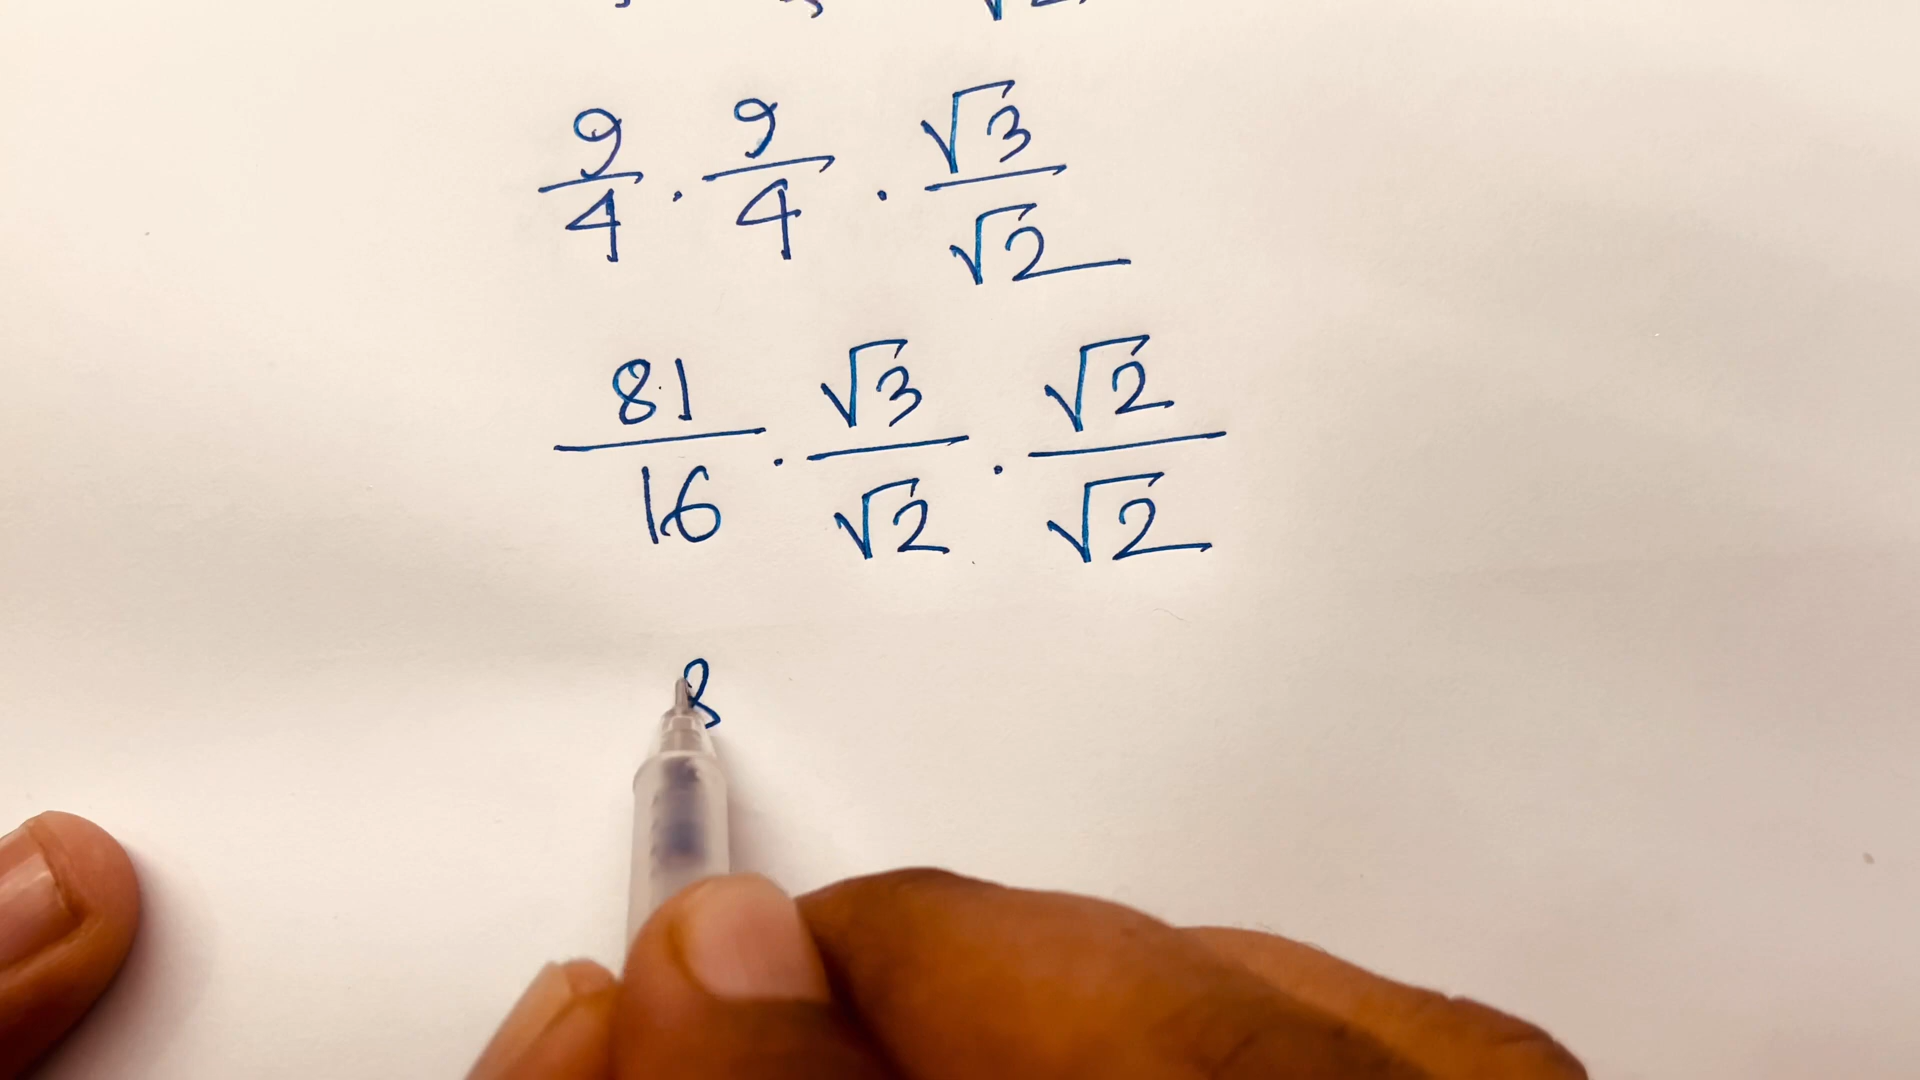 9/4 · 9/4 · √3/√2
81/16 · √3/√2 · √2/√2
8